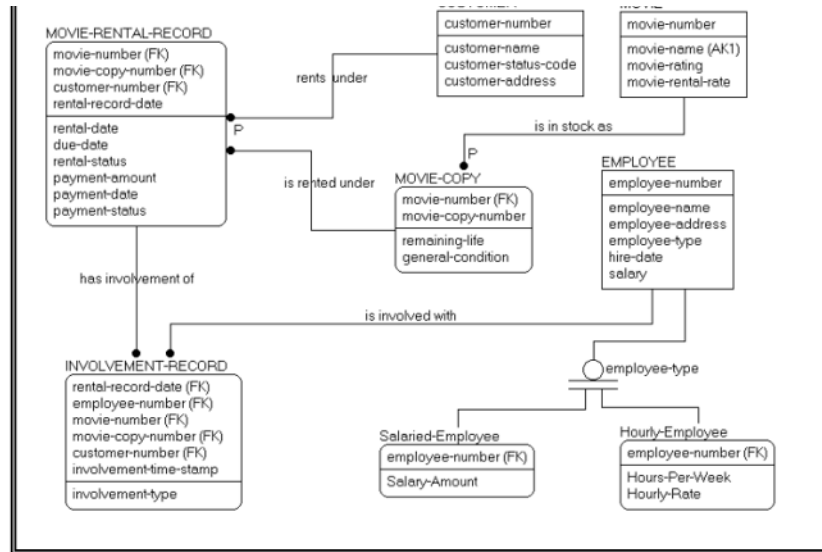 CUSTOMER
MOVIE
MOVIE-RENTAL-RECORD
movie-number (FK)
movie-copy-number (FK)
customer-number (FK)
rental-record-date
rental-date
due-date
rental-status
payment-amount
payment-date
payment-status
customer-number
customer-name
customer-status-code
customer-address
movie-number
movie-name (AK1)
movie-rating
movie-rental-rate
rents under
P
is in stock as
P
is rented under
MOVIE-COPY
movie-number (FK)
movie-copy-number
remaining-life
general-condition
EMPLOYEE
employee-number
employee-name
employee-address
employee-type
hire-date
salary
has involvement of
is involved with
INVOLVEMENT-RECORD
rental-record-date (FK)
employee-number (FK)
movie-number (FK)
movie-copy-number (FK)
customer-number (FK)
involvement-time-stamp
involvement-type
employee-type
Salaried-Employee
employee-number (FK)
Salary-Amount
Hourly-Employee
employee-number (FK)
Hours-Per-Week
Hourly-Rate